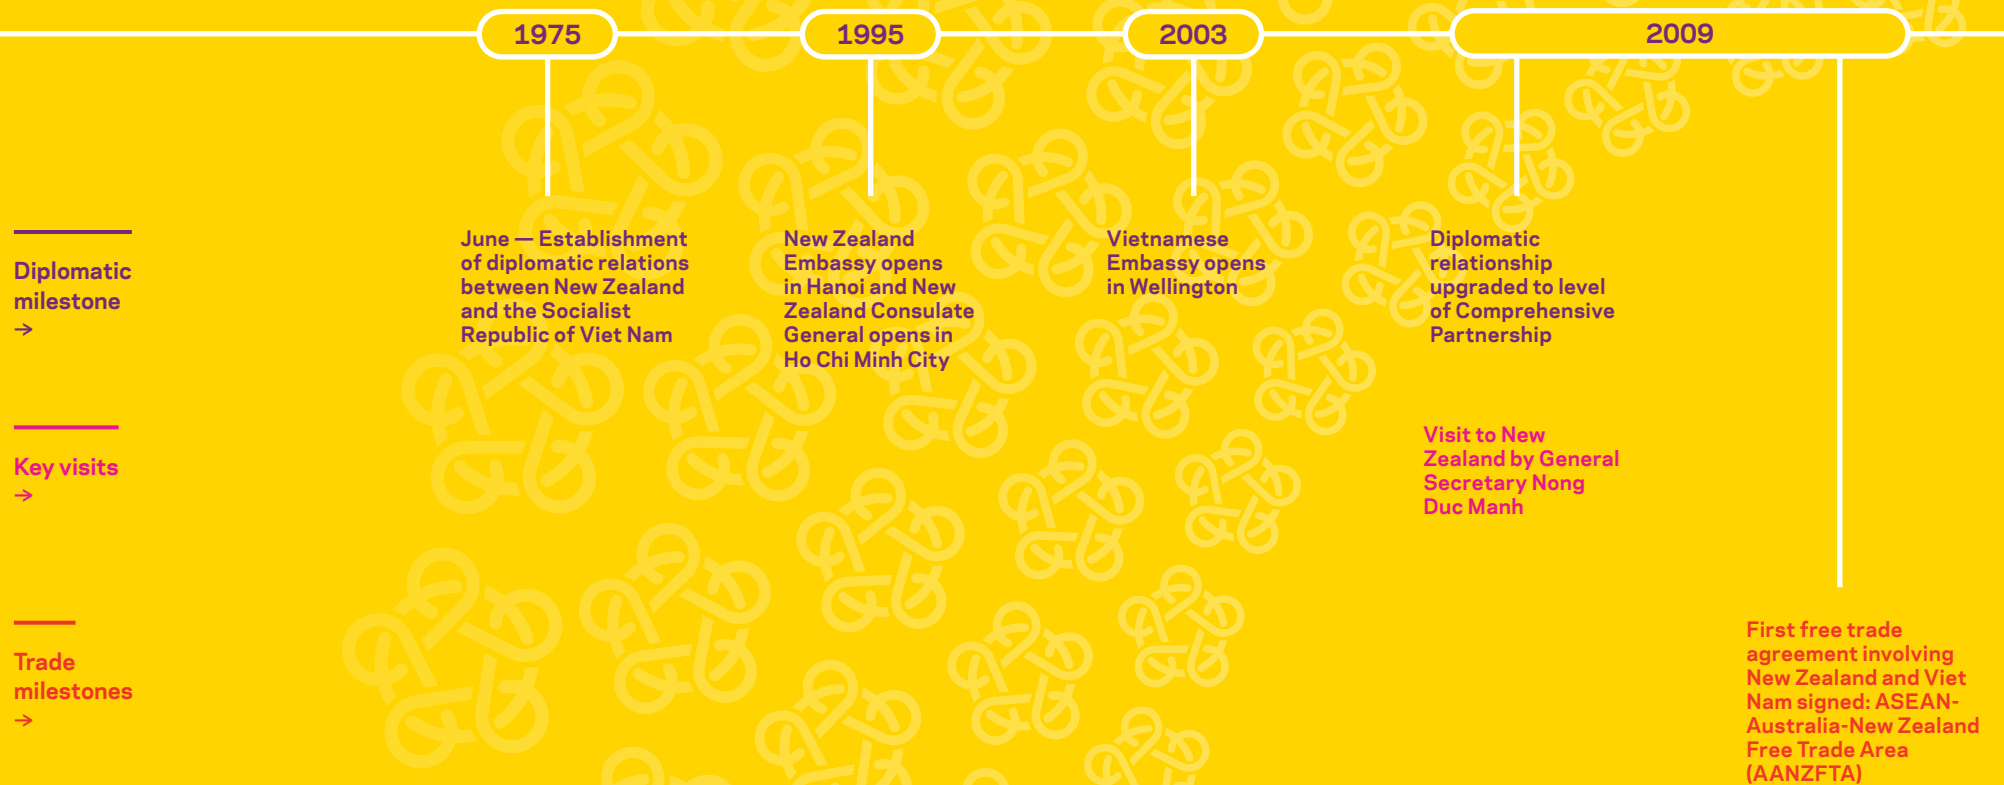 1975
1995
2003
2009
Diplomatic
milestone
→
June — Establishment
of diplomatic relations
between New Zealand
and the Socialist
Republic of Viet Nam
New Zealand
Embassy opens
in Hanoi and New
Zealand Consulate
General opens in
Ho Chi Minh City
Vietnamese
Embassy opens
in Wellington
Diplomatic
relationship
upgraded to level
of Comprehensive
Partnership
Key visits
→
Visit to New
Zealand by General
Secretary Nong
Duc Manh
Trade
milestones
→
First free trade
agreement involving
New Zealand and Viet
Nam signed: ASEAN-
Australia-New Zealand
Free Trade Area
(AANZFTA)